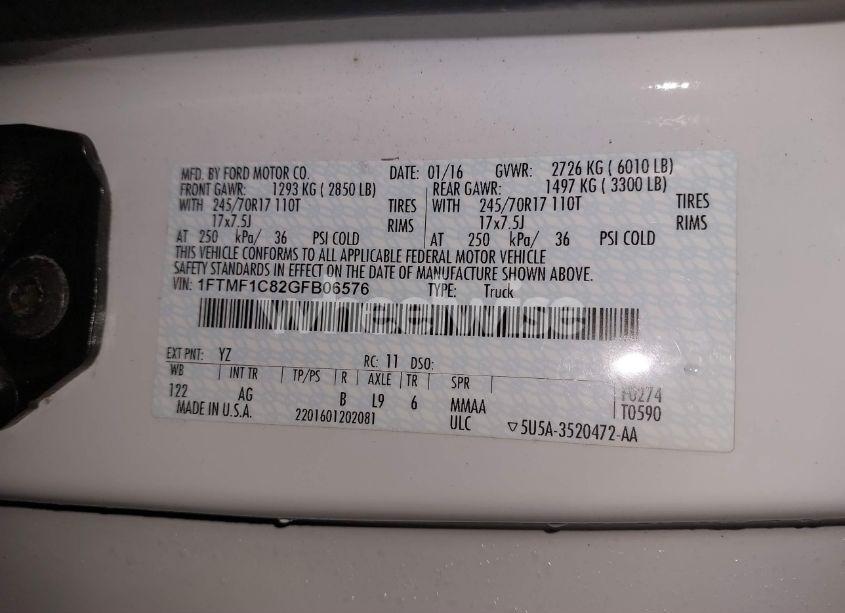 MFD. BY FORD MOTOR CO. DATE: 01/16 GVWR: 2726 KG ( 6010 LB)
FRONT GAWR: 1293 KG ( 2850 LB) REAR GAWR: 1497 KG ( 3300 LB)
WITH 245/70R17 110T TIRES WITH 245/70R17 110T TIRES
17x7.5J RIMS 17x7.5J RIMS
AT 250 kPa/ 36 PSI COLD AT 250 kPa/ 36 PSI COLD
THIS VEHICLE CONFORMS TO ALL APPLICABLE FEDERAL MOTOR VEHICLE
SAFETY STANDARDS IN EFFECT ON THE DATE OF MANUFACTURE SHOWN ABOVE.
VIN: 1FTMF1C82GFB06576 TYPE: Truck
wheelwise
EXT PNT: YZ RC: 11 DSO:
WB INT TR TP/PS R AXLE TR SPR
122 AG B L9 6 MMAA F0274
MADE IN U.S.A. 2201601202081 ULC ▽5U5A-3520472-AA T0590